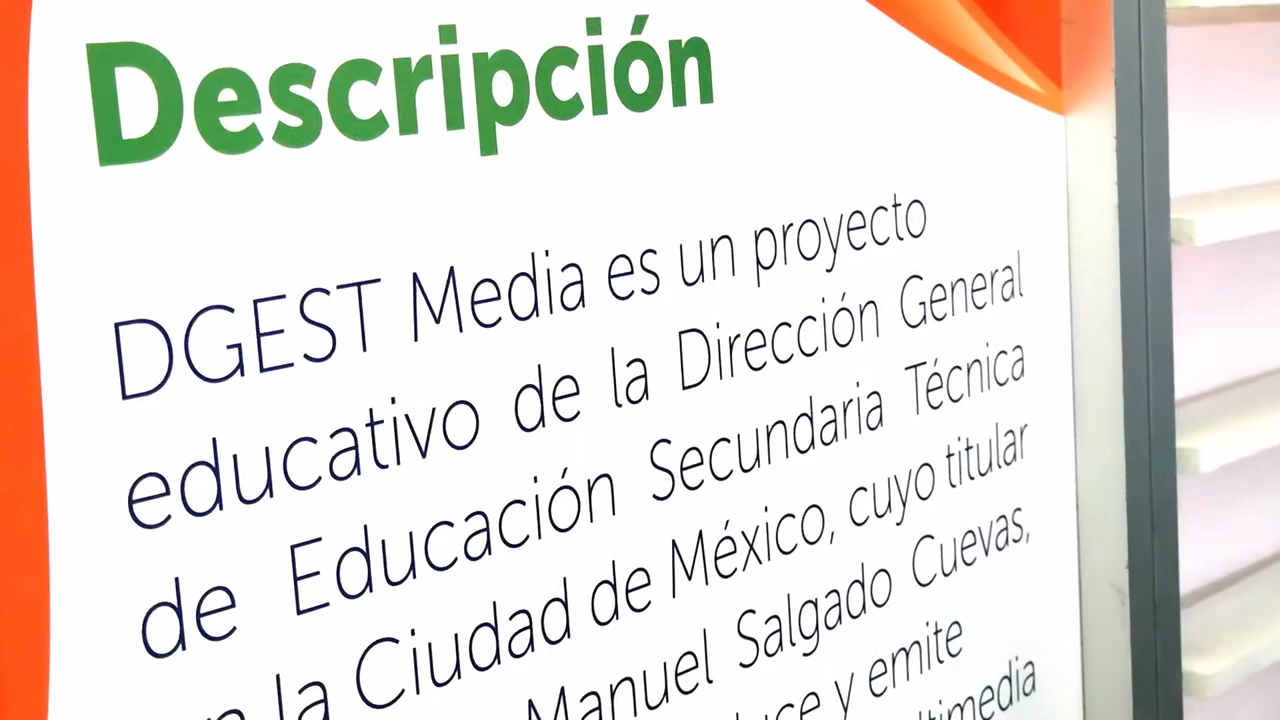 Descripción
DGEST Media es un proyecto
educativo de la Dirección General
de Educación Secundaria Técnica
la Ciudad de México, cuyo titular
Manuel Salgado Cuevas,
y emite